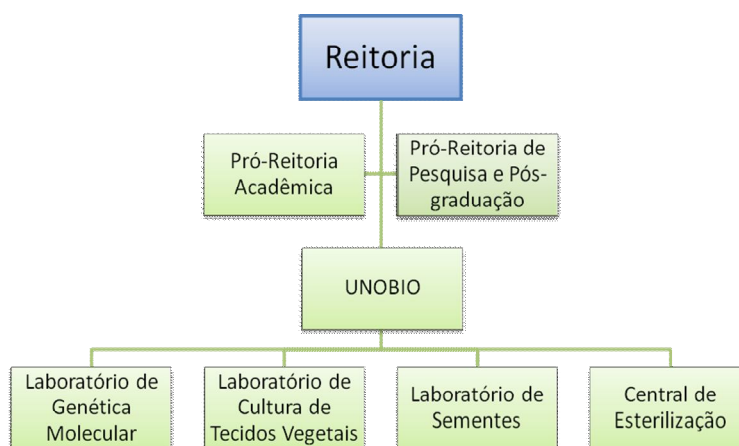 Reitoria
Pró-Reitoria
Acadêmica
Pró-Reitoria de
Pesquisa e Pós-
graduação
UNOBIO
Laboratório de
Genética
Molecular
Laboratório de
Cultura de
Tecidos Vegetais
Laboratório de
Sementes
Central de
Esterilização